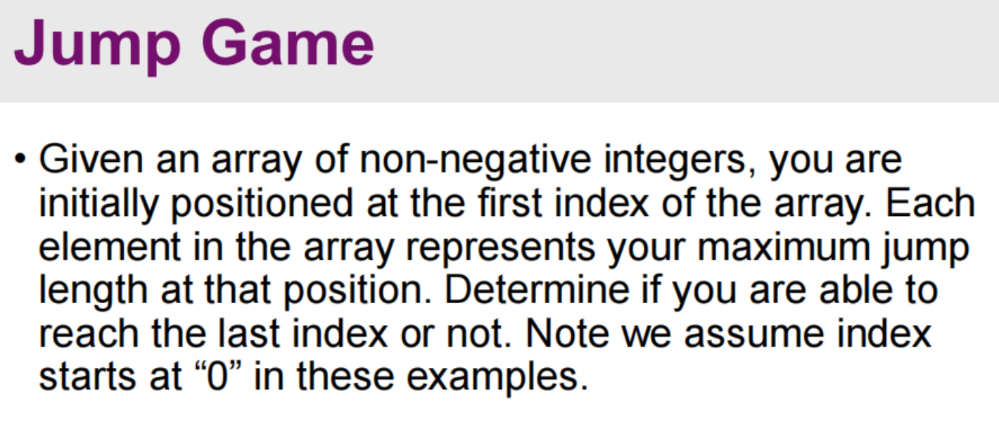 Jump Game
• Given an array of non-negative integers, you are
initially positioned at the first index of the array. Each
element in the array represents your maximum jump
length at that position. Determine if you are able to
reach the last index or not. Note we assume index
starts at “0” in these examples.